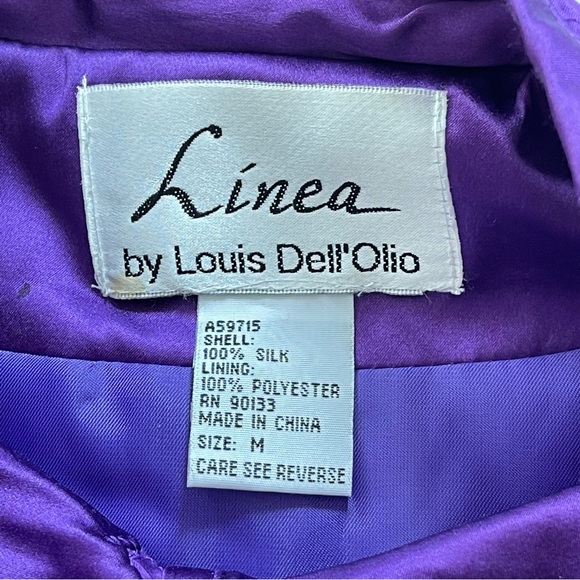 Linea
by Louis Dell'Olio
A59715
SHELL:
100% SILK
LINING:
100% POLYESTER
RN 90133
MADE IN CHINA
SIZE: M
CARE SEE REVERSE